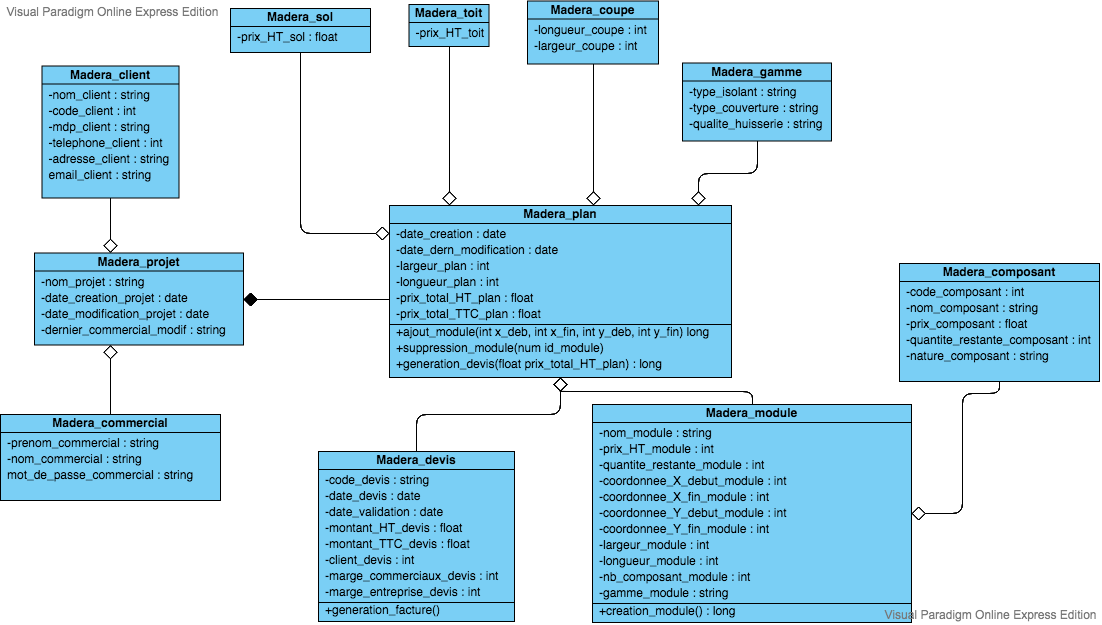 Visual Paradigm Online Express Edition
Madera_sol
-prix_HT_sol : float
Madera_toit
-prix_HT_toit
Madera_coupe
-longueur_coupe : int
-largeur_coupe : int
Madera_gamme
-type_isolant : string
-type_couverture : string
-qualite_huisserie : string
Madera_client
-nom_client : string
-code_client : int
-mdp_client : string
-telephone_client : int
-adresse_client : string
email_client : string
Madera_plan
-date_creation : date
-date_dern_modification : date
-largeur_plan : int
-longueur_plan : int
-prix_total_HT_plan : float
-prix_total_TTC_plan : float
+ajout_module(int x_deb, int x_fin, int y_deb, int y_fin) long
+suppression_module(num id_module)
+generation_devis(float prix_total_HT_plan) : long
Madera_projet
-nom_projet : string
-date_creation_projet : date
-date_modification_projet : date
-dernier_commercial_modif : string
Madera_composant
-code_composant : int
-nom_composant : string
-prix_composant : float
-quantite_restante_composant : int
-nature_composant : string
Madera_commercial
-prenom_commercial : string
-nom_commercial : string
mot_de_passe_commercial : string
Madera_devis
-code_devis : string
-date_devis : date
-date_validation : date
-montant_HT_devis : float
-montant_TTC_devis : float
-client_devis : int
-marge_commerciaux_devis : int
-marge_entreprise_devis : int
+generation_facture()
Madera_module
-nom_module : string
-prix_HT_module : int
-quantite_restante_module : int
-coordonnee_X_debut_module : int
-coordonnee_X_fin_module : int
-coordonnee_Y_debut_module : int
-coordonnee_Y_fin_module : int
-largeur_module : int
-longueur_module : int
-nb_composant_module : int
-gamme_module : string
+creation_module() : long
Visual Paradigm Online Express Edition